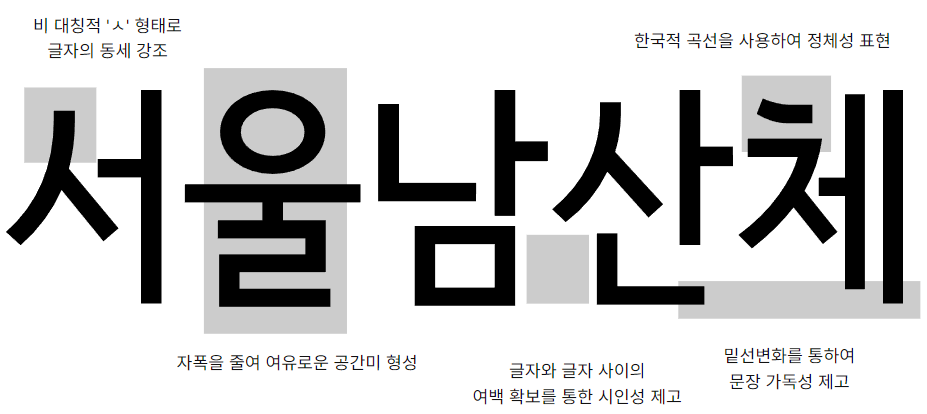 비 대칭적 'ㅅ' 형태로
글자의 동세 강조
한국적 곡선을 사용하여 정체성 표현
서울남산체
자폭을 줄여 여유로운 공간미 형성
글자와 글자 사이의
여백 확보를 통한 시인성 제고
밑선변화를 통하여
문장 가독성 제고